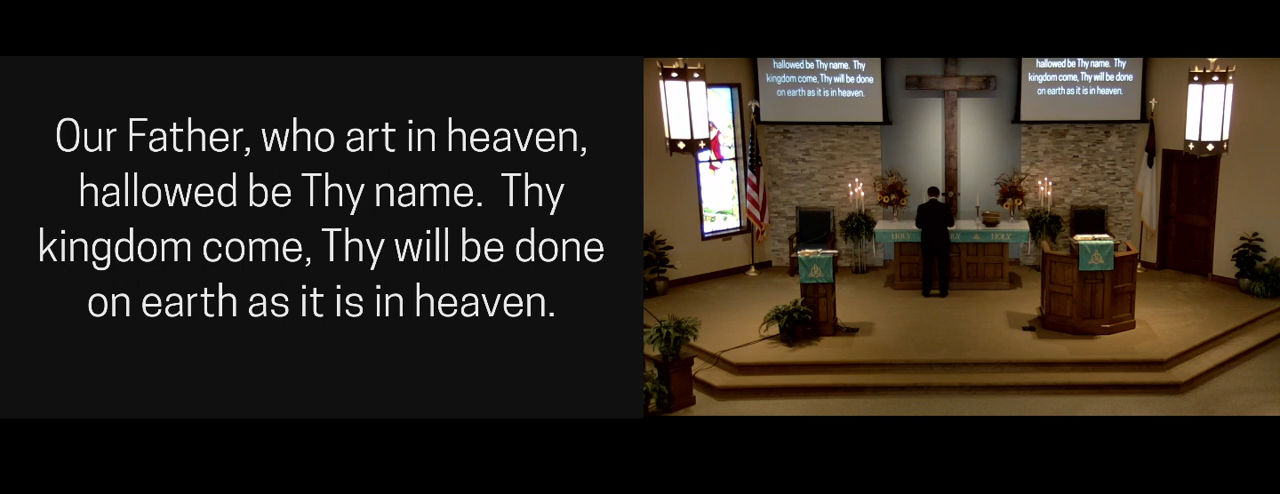 Our Father, who art in heaven,
hallowed be Thy name. Thy
kingdom come, Thy will be done
on earth as it is in heaven.
hallowed be Thy name. Thy
kingdom come, Thy will be done
on earth as it is in heaven.
hallowed be Thy name. Thy
kingdom come, Thy will be done
on earth as it is in heaven.
HOLY HOLY